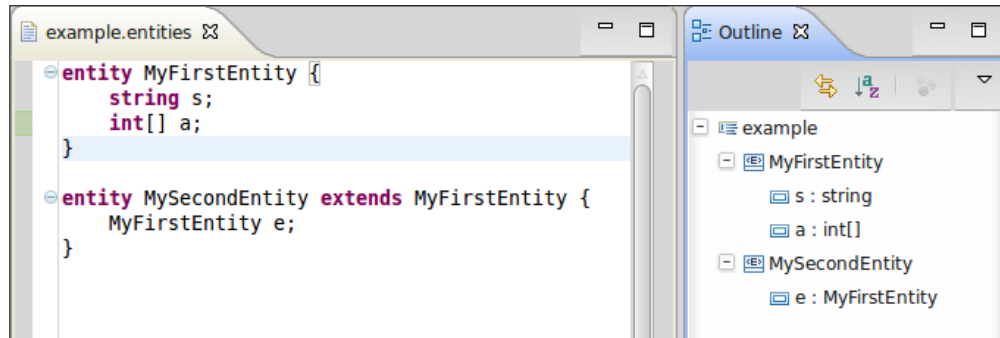 example.entities
entity MyFirstEntity {
string s;
int[] a;
}
entity MySecondEntity extends MyFirstEntity {
MyFirstEntity e;
}
Outline
example
MyFirstEntity
s : string
a : int[]
MySecondEntity
e : MyFirstEntity